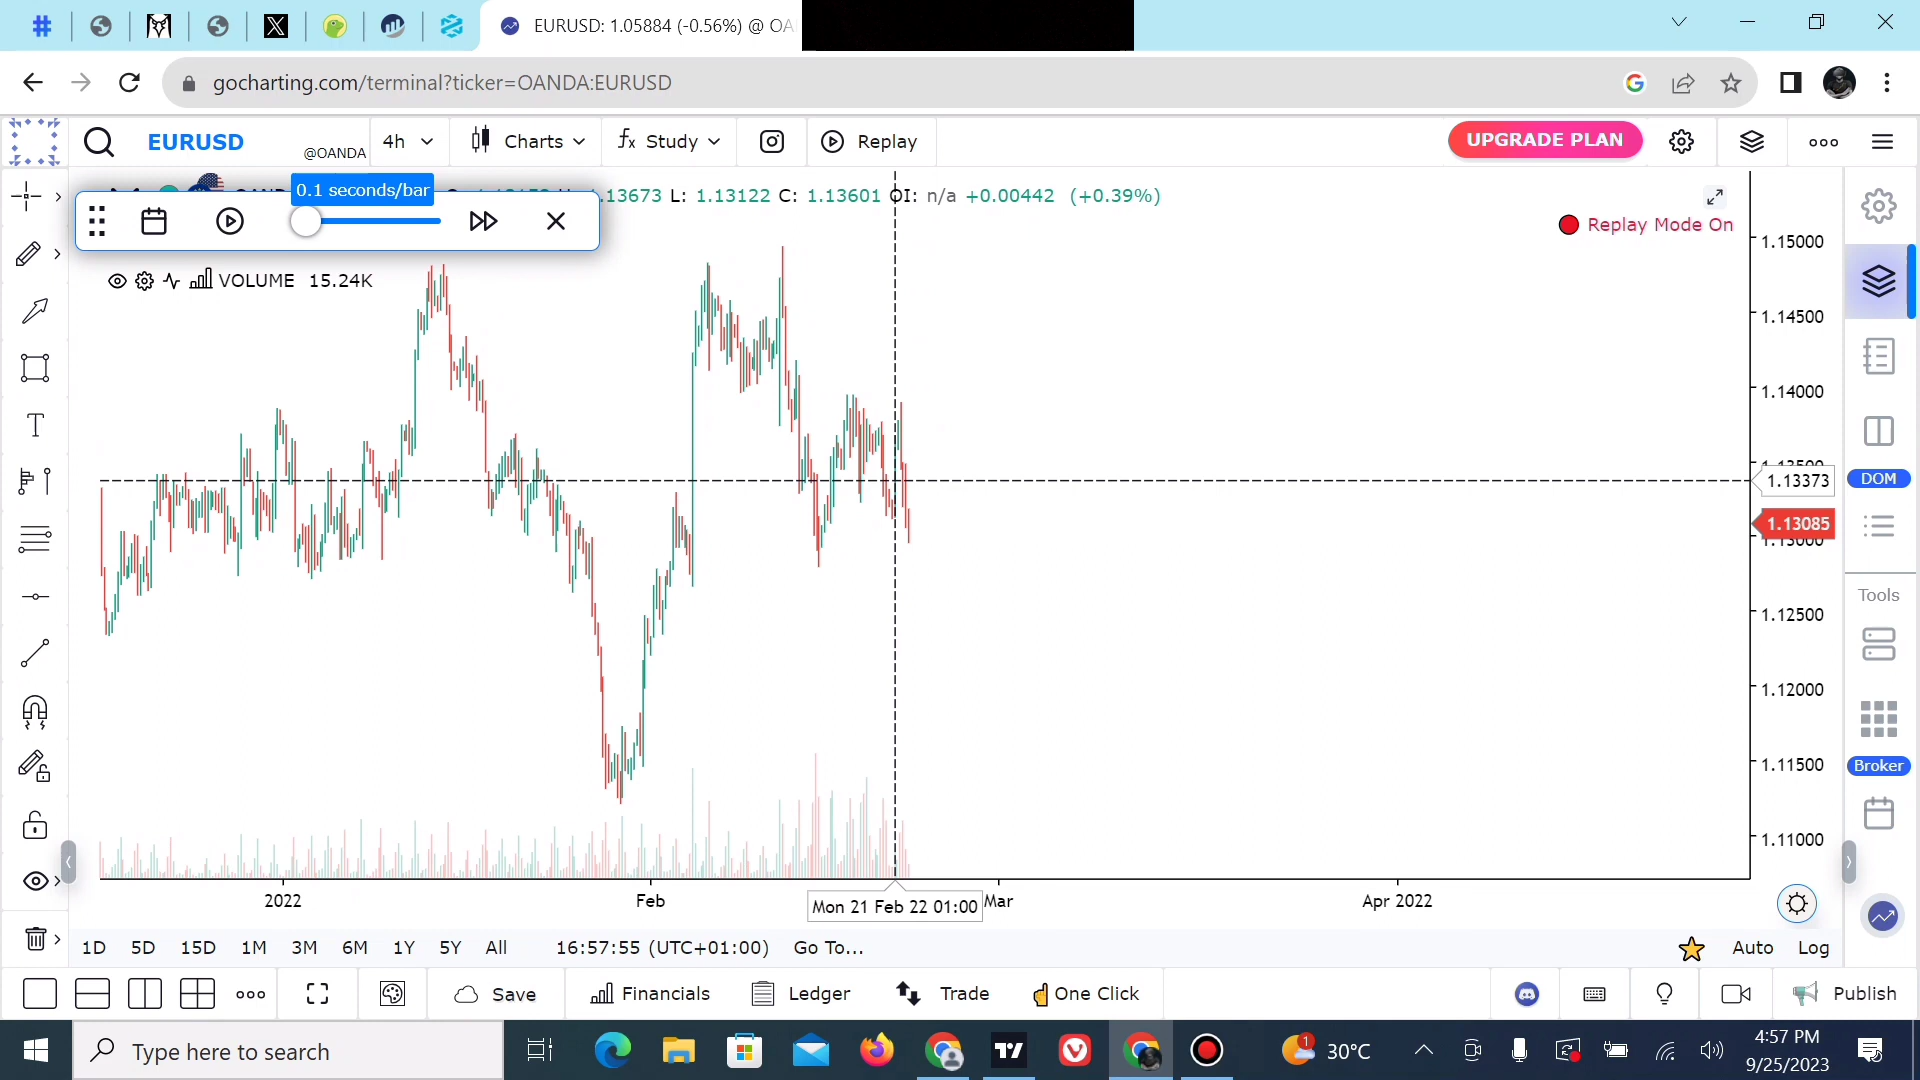 EURUSD: 1.05884 (-0.56%) @ OA
gocharting.com/terminal?ticker=OANDA:EURUSD
EURUSD
@OANDA
4h
Charts
fx Study
Replay
UPGRADE PLAN
0.1 seconds/bar
.13673 L: 1.13122 C: 1.13601 OI: n/a +0.00442 (+0.39%)
Replay Mode On
VOLUME 15.24K
1.15000
1.14500
1.14000
1.13373
1.13085
1.13000
1.12500
1.12000
1.11500
1.11000
DOM
Tools
Broker
2022
Feb
Mon 21 Feb 22 01:00
Mar
Apr 2022
1D 5D 15D 1M 3M 6M 1Y 5Y All 16:57:55 (UTC+01:00) Go To...
Auto Log
Save
Financials
Ledger
Trade
One Click
Publish
Type here to search
1
30°C
4:57 PM
9/25/2023